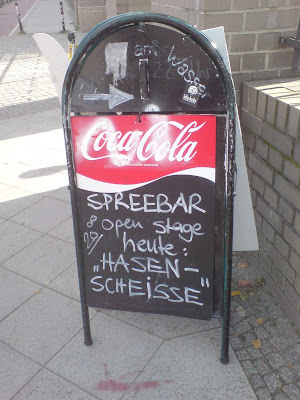 Coca-Cola
SPREEBAR
& open stage
heute:
„HASEN-
SCHEISSE"